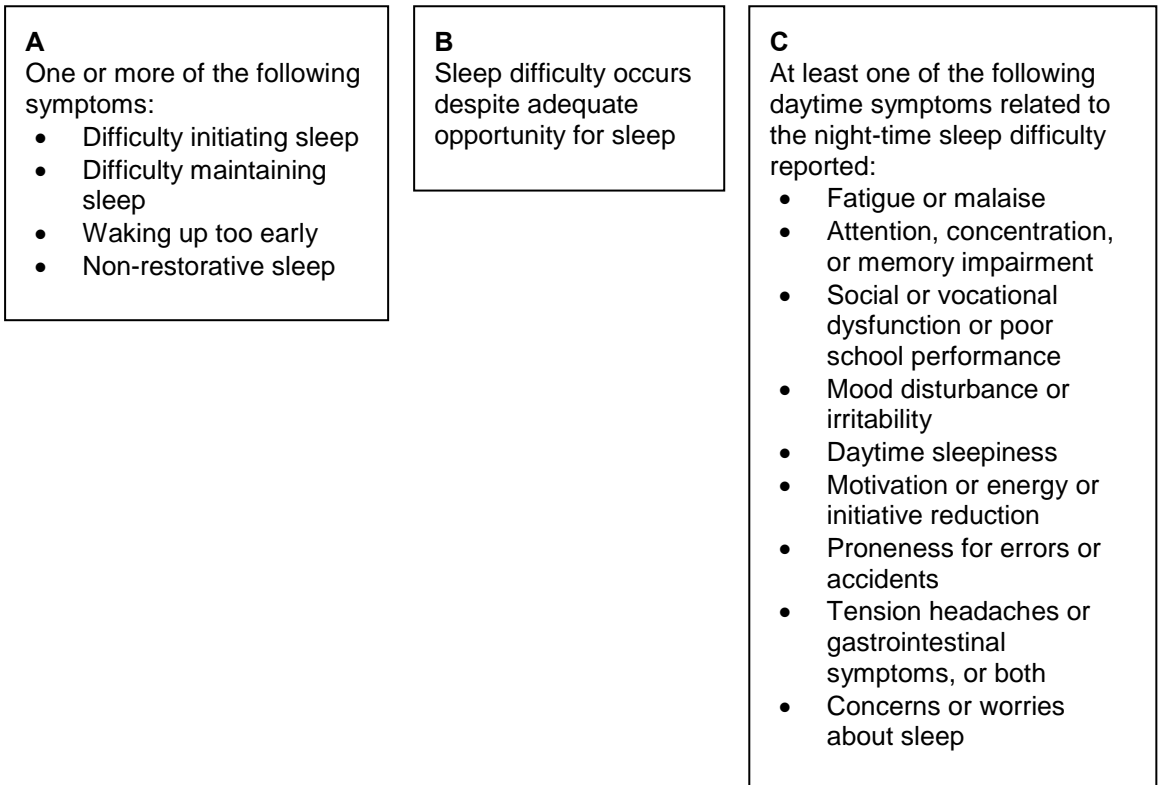 A
One or more of the following
symptoms:
• Difficulty initiating sleep
• Difficulty maintaining
sleep
• Waking up too early
• Non-restorative sleep
B
Sleep difficulty occurs
despite adequate
opportunity for sleep
C
At least one of the following
daytime symptoms related to
the night-time sleep difficulty
reported:
• Fatigue or malaise
• Attention, concentration,
or memory impairment
• Social or vocational
dysfunction or poor
school performance
• Mood disturbance or
irritability
• Daytime sleepiness
• Motivation or energy or
initiative reduction
• Proneness for errors or
accidents
• Tension headaches or
gastrointestinal
symptoms, or both
• Concerns or worries
about sleep